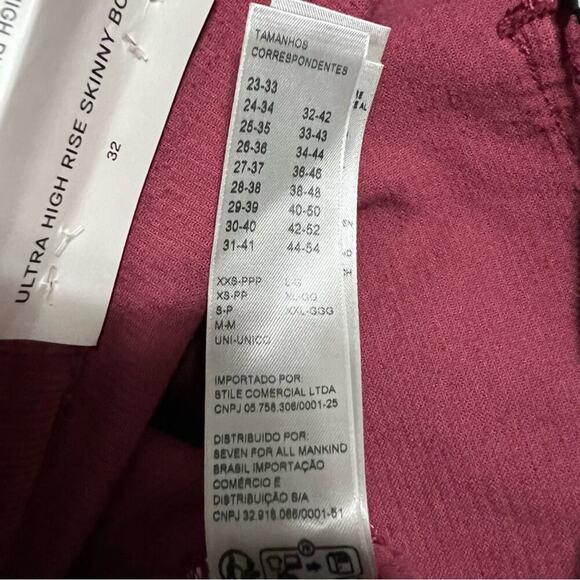 ULTRA HIGH RISE SKINNY BO
32
TAMANHOS
CORRESPONDENTES
23-33
24-34 32-42
25-35 33-43
26-36 34-44
27-37 36-46
28-38 38-48
29-39 40-50
30-40 42-52
31-41 44-54
XXS-PPP L-G
XS-PP XL-GG
S-P XXL-GGG
M-M
UNI-UNICO
IMPORTADO POR:
STILE COMERCIAL LTDA
CNPJ 05.758.306/0001-25
DISTRIBUIDO POR:
SEVEN FOR ALL MANKIND
BRASIL IMPORTAÇÃO
COMÉRCIO E
DISTRIBUIÇÃO S/A
CNPJ 32.918.066/0001-51